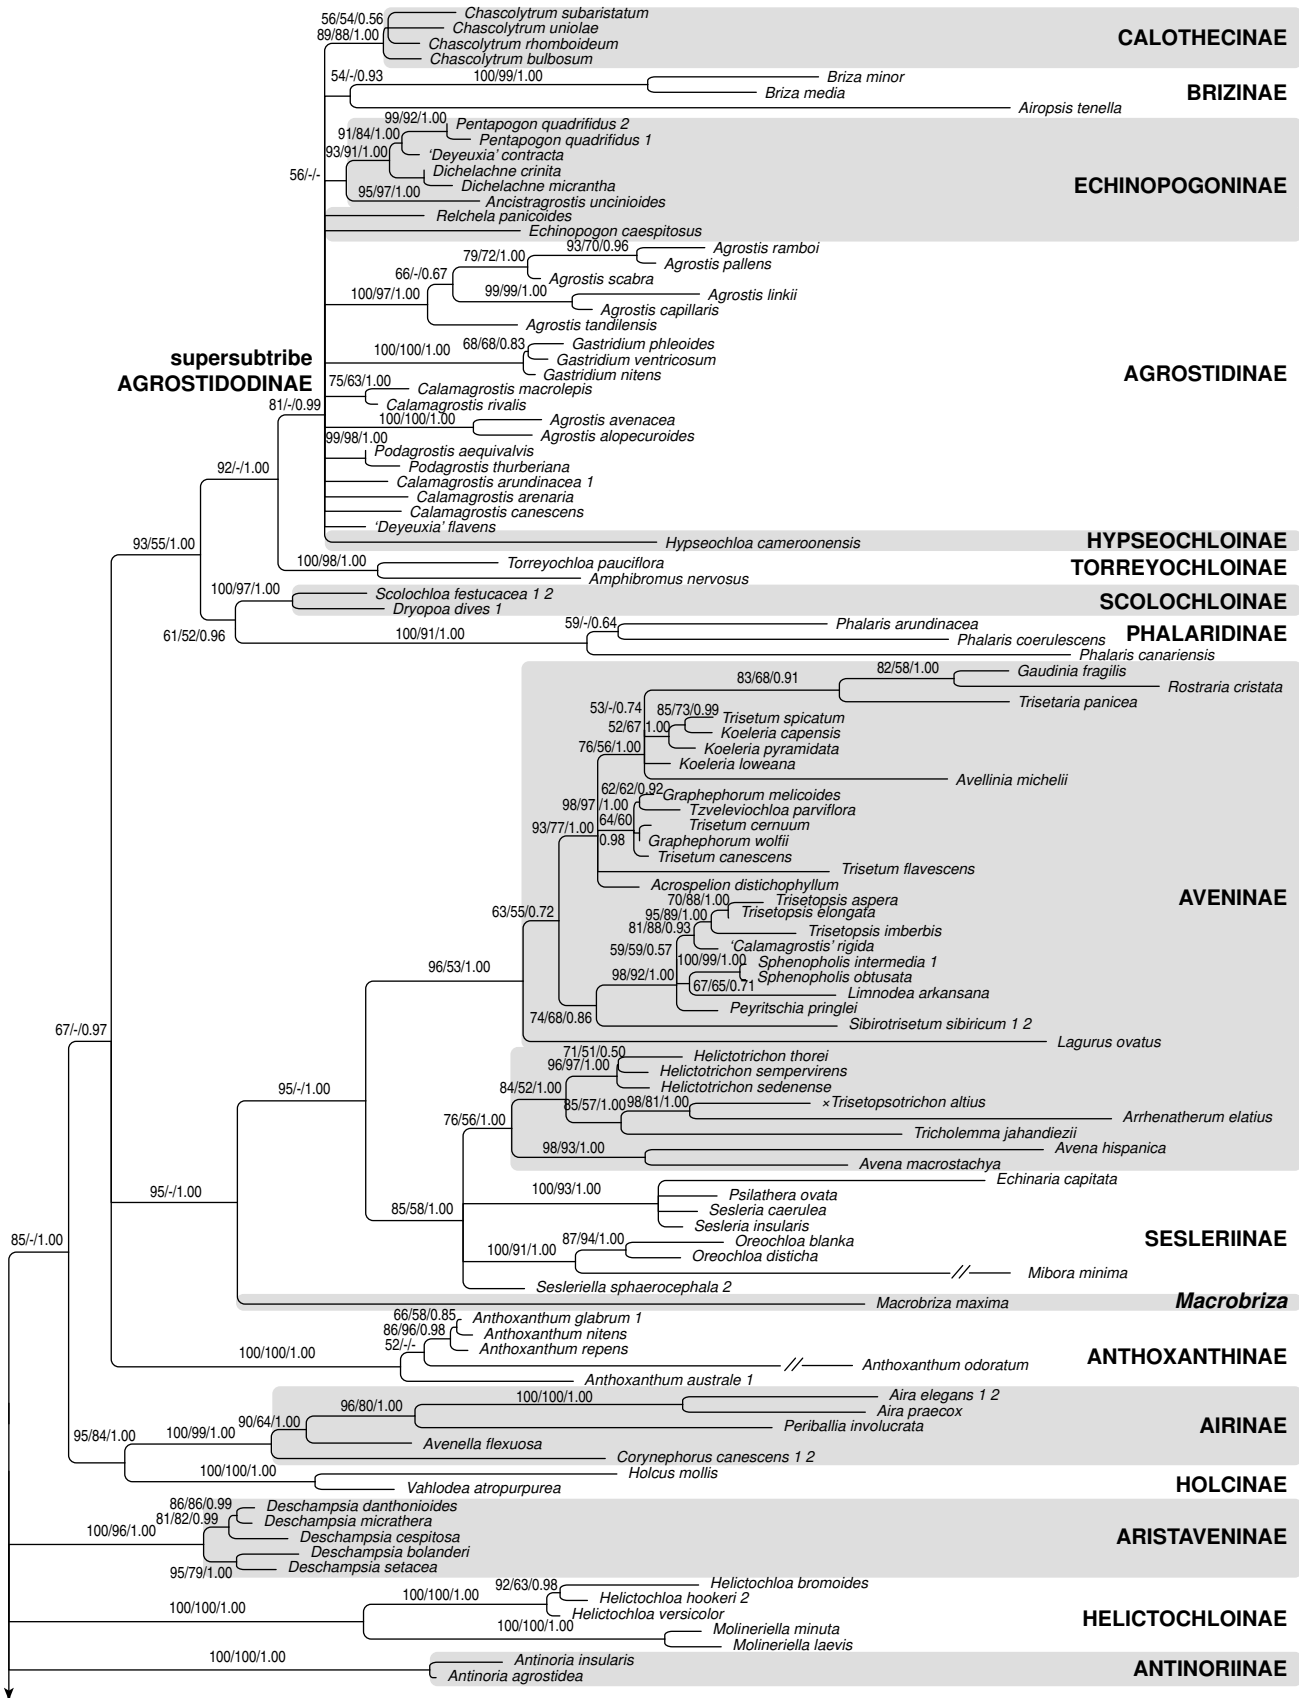 56/54/0.56
Chascolytrum subaristatum
Chascolytrum uniolae
89/88/1.00
Chascolytrum rhomboideum
CALOTHECINAE
Chascolytrum bulbosum
54/-/0.93
100/99/1.00
Briza minor
Briza media
BRIZINAE
Airopsis tenella
99/92/1.00
Pentapogon quadrifidus 2
91/84/1.00
Pentapogon quadrifidus 1
93/91/1.00
'Deyeuxia' contracta
Dichelachne crinita
56/-/-
Dichelachne micrantha
ECHINOPOGONINAE
95/97/1.00
Ancistragrostis uncinioides
Relchela panicoides
Echinopogon caespitosus
93/70/0.96
Agrostis ramboi
79/72/1.00
Agrostis pallens
66/-/0.67
Agrostis scabra
100/97/1.00
99/99/1.00
Agrostis linkii
Agrostis capillaris
Agrostis tandilensis
68/68/0.83
Gastridium phleoides
100/100/1.00
Gastridium ventricosum
supersubtribe
AGROSTIDODINAE
Gastridium nitens
AGROSTIDINAE
75/63/1.00
Calamagrostis macrolepis
Calamagrostis rivalis
81/-/0.99
100/100/1.00
Agrostis avenacea
99/98/1.00
Agrostis alopecuroides
Podagrostis aequivalvis
92/-/1.00
Podagrostis thurberiana
Calamagrostis arundinacea 1
Calamagrostis arenaria
Calamagrostis canescens
'Deyeuxia' flavens
93/55/1.00
Hypseochloa cameroonensis
HYPSEOCHLOINAE
100/98/1.00
Torreyochloa pauciflora
Amphibromus nervosus
TORREYOCHLOINAE
100/97/1.00
Scolochloa festucacea 1 2
Dryopoa dives 1
SCOLOCHLOINAE
61/52/0.96
100/91/1.00
59/-/0.64
Phalaris arundinacea
Phalaris coerulescens
PHALARIDINAE
Phalaris canariensis
83/68/0.91
82/58/1.00
Gaudinia fragilis
Rostraria cristata
Trisetaria panicea
53/-/0.74
85/73/0.99
Trisetum spicatum
52/67/1.00
Koeleria capensis
76/56/1.00
Koeleria pyramidata
Koeleria loweana
Avellinia michelii
62/62/0.92
Graphephorum melicoides
98/97/1.00
Tzveleviochloa parviflora
93/77/1.00
64/60
0.98
Trisetum cernuum
Graphephorum wolfii
Trisetum canescens
Trisetum flavescens
Acrospelion distichophyllum
AVENINAE
63/55/0.72
70/88/1.00
Trisetopsis aspera
95/89/1.00
Trisetopsis elongata
81/88/0.93
Trisetopsis imberbis
59/59/0.57
'Calamagrostis' rigida
100/99/1.00
Sphenopholis intermedia 1
96/53/1.00
98/92/1.00
Sphenopholis obtusata
67/65/0.71
Limnodea arkansana
Peyritschia pringlei
74/68/0.86
Sibirotrisetum sibiricum 1 2
67/-/0.97
Lagurus ovatus
71/51/0.50
Helictotrichon thorei
96/97/1.00
Helictotrichon sempervirens
84/52/1.00
Helictotrichon sedenense
95/-/1.00
85/57/1.00
98/81/1.00
×Trisetopsotrichon altius
76/56/1.00
Arrhenatherum elatius
Tricholemma jahandiezii
98/93/1.00
Avena hispanica
Avena macrostachya
95/-/1.00
100/93/1.00
Echinaria capitata
Psilathera ovata
85/58/1.00
Sesleria caerulea
Sesleria insularis
85/-/1.00
87/94/1.00
Oreochloa blanka
SESLERIINAE
100/91/1.00
Oreochloa disticha
Mibora minima
Sesleriella sphaerocephala 2
Macrobriza maxima
Macrobriza
66/58/0.85
Anthoxanthum glabrum 1
86/96/0.98
Anthoxanthum nitens
52/-/-
Anthoxanthum repens
100/100/1.00
Anthoxanthum odoratum
ANTHOXANTHINAE
Anthoxanthum australe 1
100/100/1.00
Aira elegans 1 2
96/80/1.00
Aira praecox
90/64/1.00
Periballia involucrata
AIRINAE
95/84/1.00
100/99/1.00
Avenella flexuosa
Corynephorus canescens 1 2
100/100/1.00
Holcus mollis
Vahlodea atropurpurea
HOLCINAE
86/86/0.99
Deschampsia danthonioides
81/82/0.99
Deschampsia micrathera
100/96/1.00
Deschampsia cespitosa
ARISTAVENINAE
Deschampsia bolanderi
95/79/1.00
Deschampsia setacea
92/63/0.98
Helictochloa bromoides
100/100/1.00
Helictochloa hookeri 2
100/100/1.00
Helictochloa versicolor
HELICTOCHLOINAE
100/100/1.00
Molineriella minuta
Molineriella laevis
100/100/1.00
Antinoria insularis
Antinoria agrostidea
ANTINORIINAE